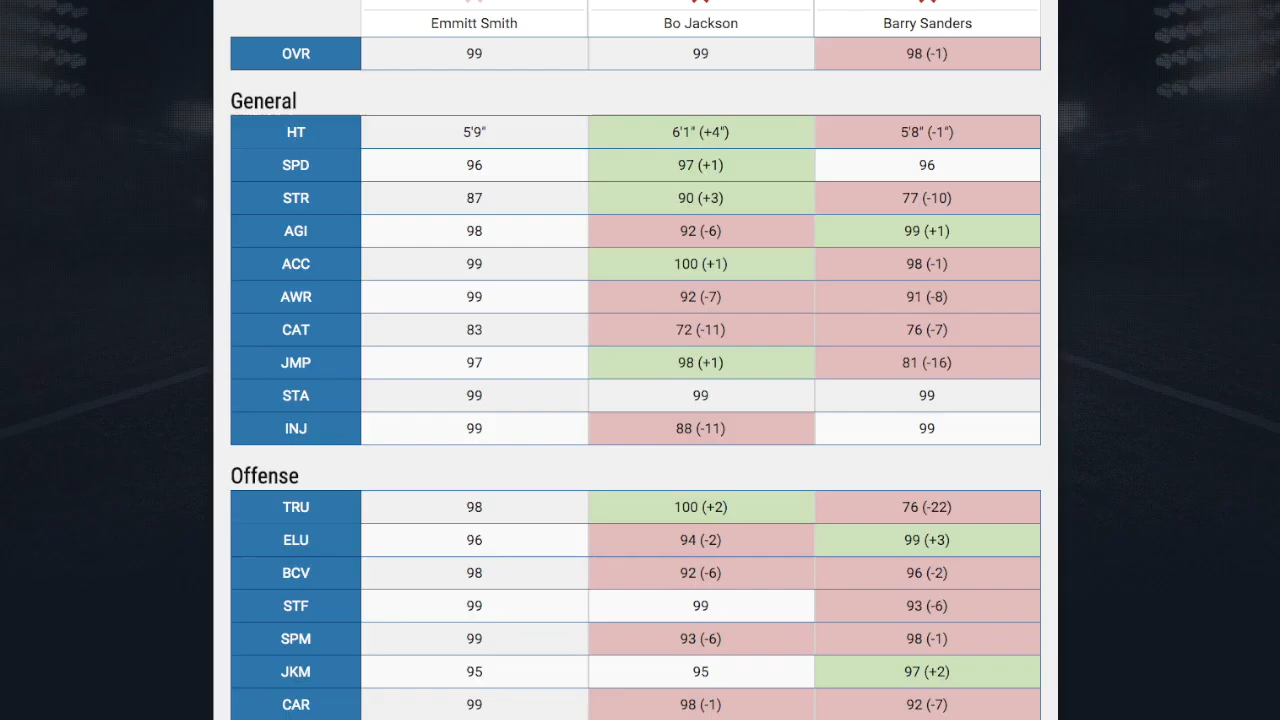 Emmitt Smith Bo Jackson Barry Sanders
OVR 99 99 98 (-1)
General
HT 5'9" 6'1" (+4") 5'8" (-1")
SPD 96 97 (+1) 96
STR 87 90 (+3) 77 (-10)
AGI 98 92 (-6) 99 (+1)
ACC 99 100 (+1) 98 (-1)
AWR 99 92 (-7) 91 (-8)
CAT 83 72 (-11) 76 (-7)
JMP 97 98 (+1) 81 (-16)
STA 99 99 99
INJ 99 88 (-11) 99
Offense
TRU 98 100 (+2) 76 (-22)
ELU 96 94 (-2) 99 (+3)
BCV 98 92 (-6) 96 (-2)
STF 99 99 93 (-6)
SPM 99 93 (-6) 98 (-1)
JKM 95 95 97 (+2)
CAR 99 98 (-1) 92 (-7)